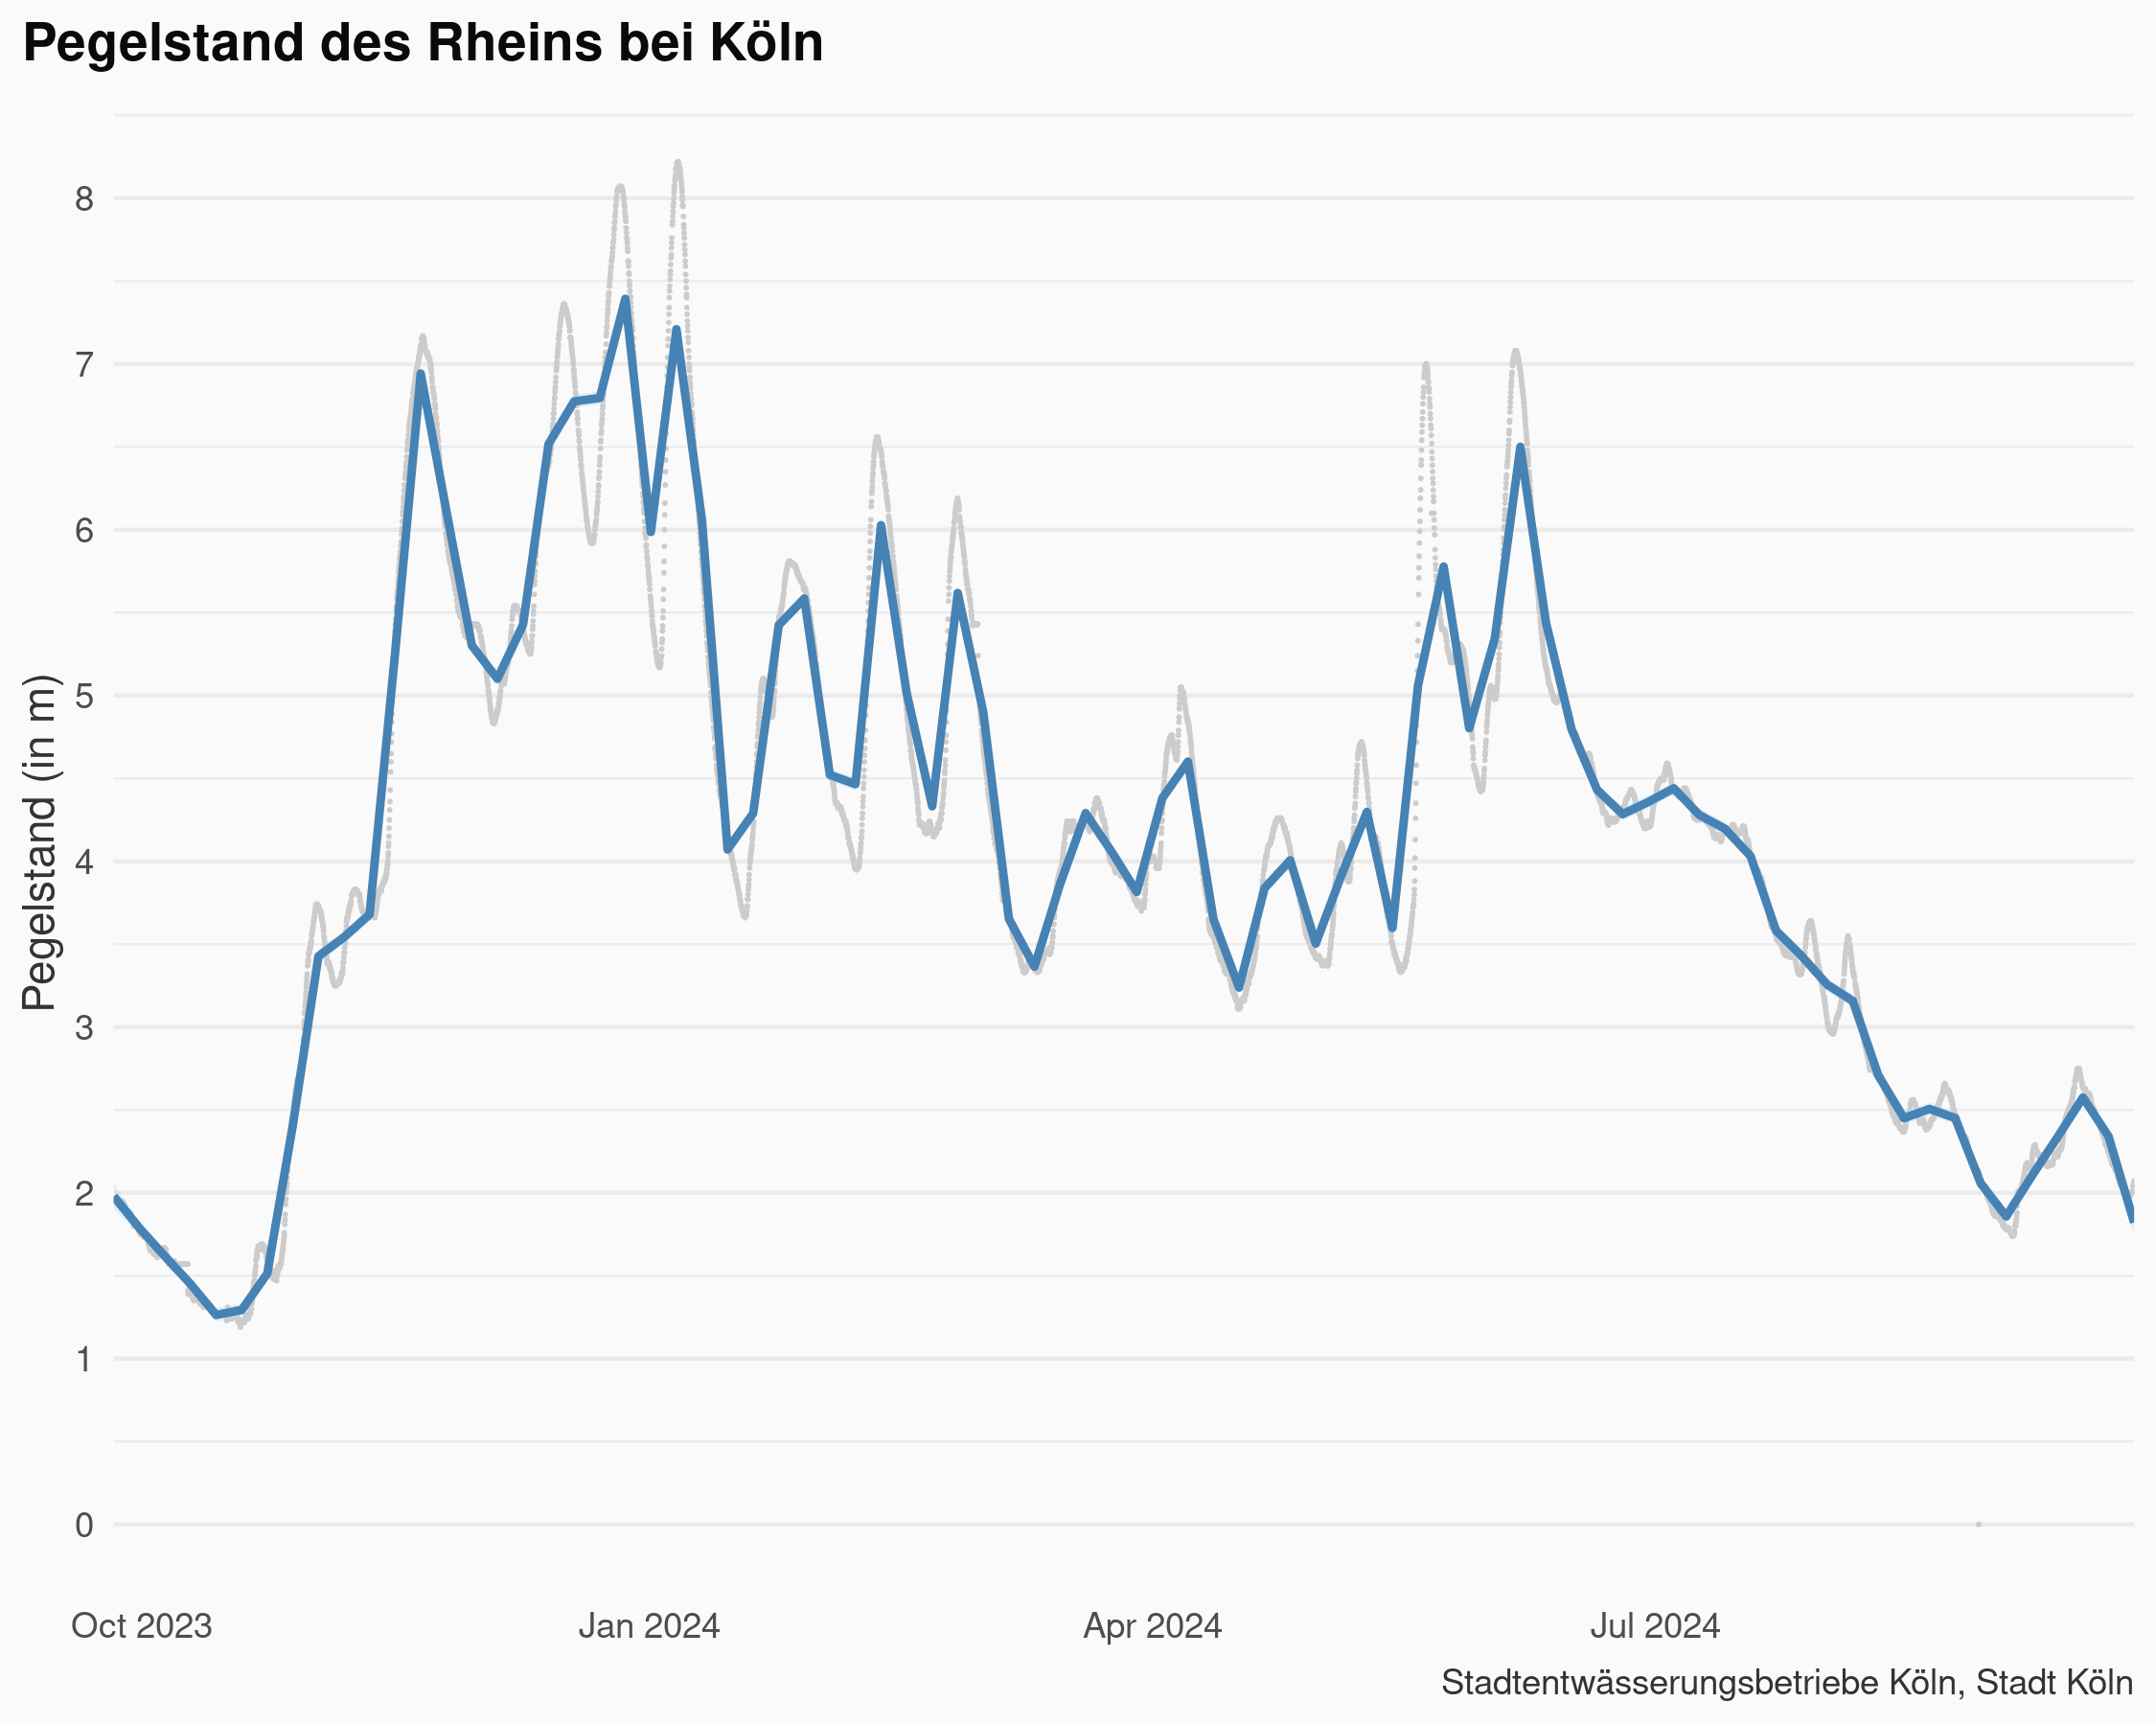 Pegelstand des Rheins bei Köln
Pegelstand (in m)
8
7
6
5
4
3
2
1
0
Oct 2023
Jan 2024
Apr 2024
Jul 2024
Stadtentwässerungsbetriebe Köln, Stadt Köln